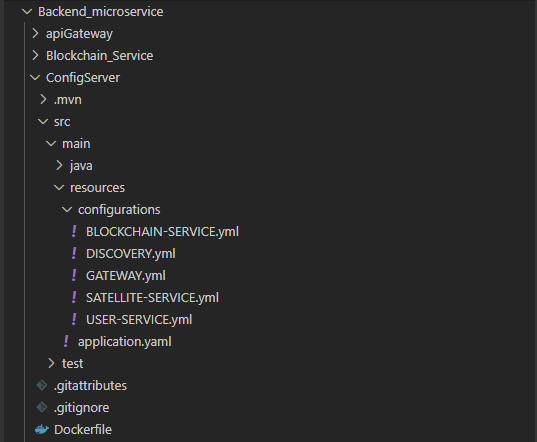 Backend_microservice
apiGateway
Blockchain_Service
ConfigServer
.mvn
src
main
java
resources
configurations
! BLOCKCHAIN-SERVICE.yml
! DISCOVERY.yml
! GATEWAY.yml
! SATELLITE-SERVICE.yml
! USER-SERVICE.yml
! application.yaml
test
.gitattributes
.gitignore
Dockerfile